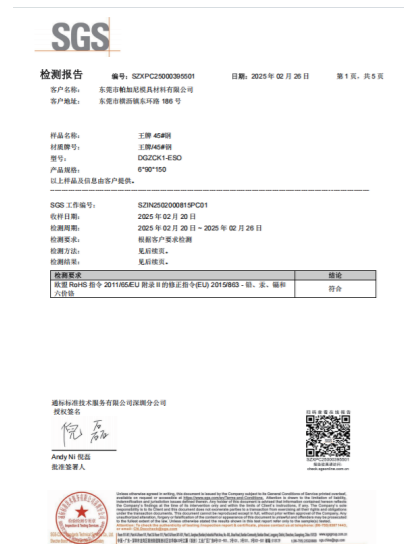 SGS
检测报告 编号：SZXPC25000395501 日期：2025 年 02 月 26 日 第 1 页，共 5 页
客户名称： 东莞市帕加尼模具材料有限公司
客户地址： 东莞市横沥镇东环路 186 号
样品名称： 王牌 45#钢
材质牌号： 王牌/45#钢
型号： DGZCK1-ESO
产品规格： 6*90*150
以上样品及信息由客户提供。
SGS 工作编号： SZIN2502000815PC01
收样日期： 2025 年 02 月 20 日
检测周期： 2025 年 02 月 20 日 ~ 2025 年 02 月 26 日
检测要求： 根据客户要求检测
检测方法： 见后续页。
检测结果： 见后续页。
检测要求 结论
欧盟 RoHS 指令 2011/65/EU 附录 II 的修正指令(EU) 2015/863 - 铅、汞、镉和六价铬 符合
通标标准技术服务有限公司深圳分公司
授权签名
倪磊
Andy Ni 倪磊
批准签署人
SZXPC25000395501